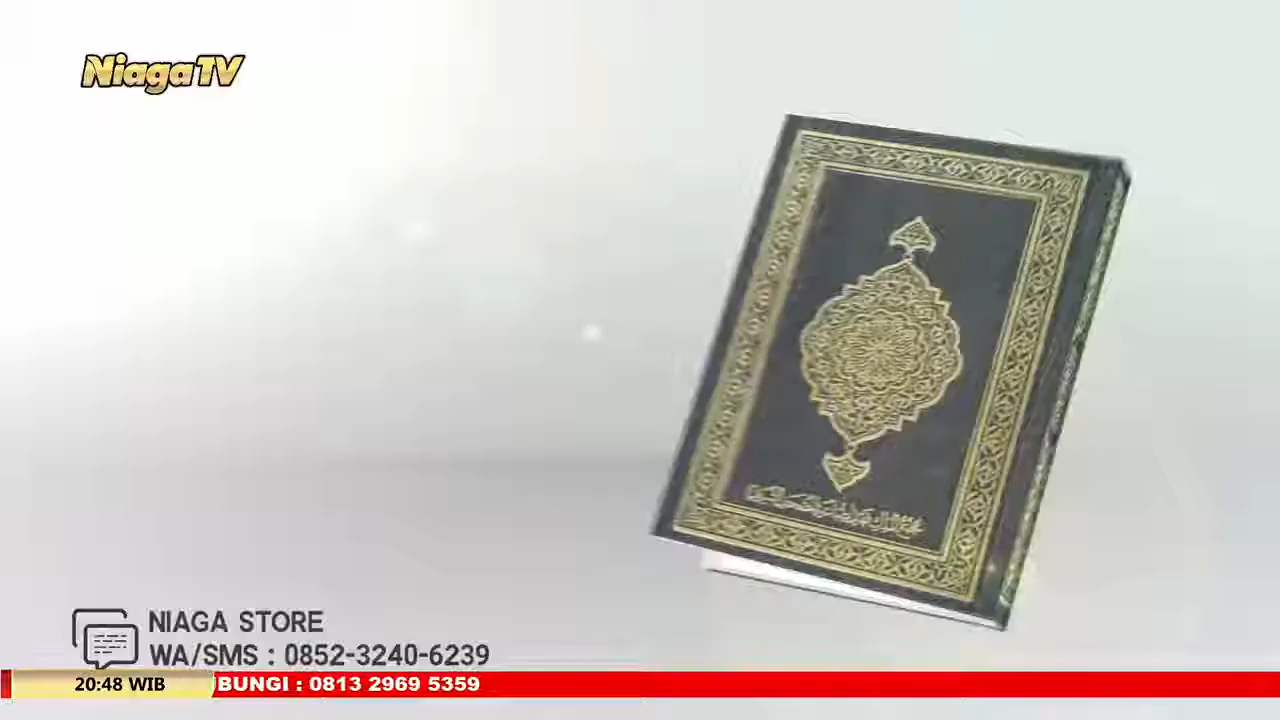 NiagaTV
NIAGA STORE
WA/SMS : 0852-3240-6239
20:48 WIB
BUNGI : 0813 2969 5359